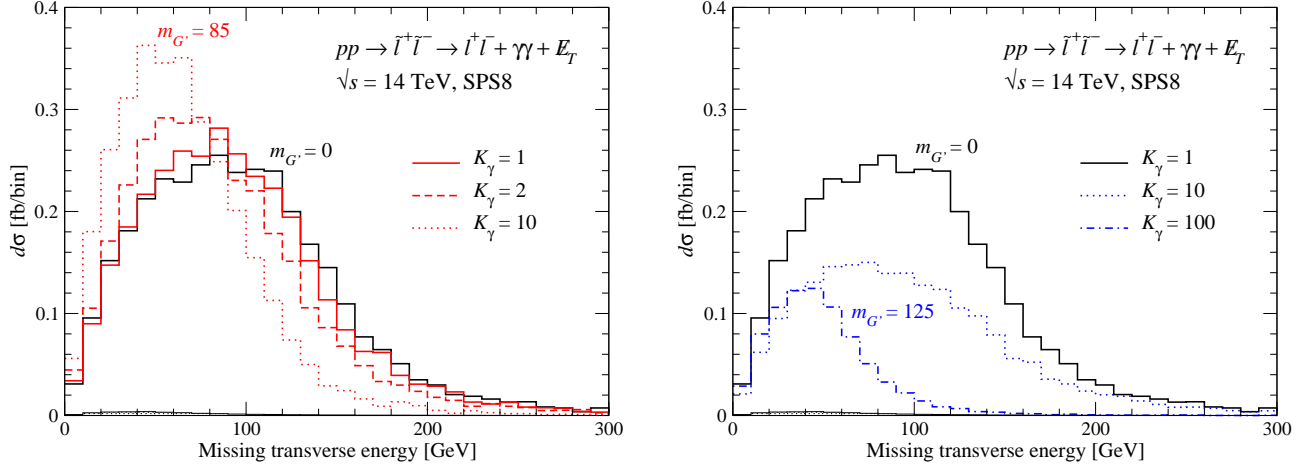 0.4
0.3
0.2
0.1
0
dσ [fb/bin]
m_G' = 85
pp → l̃⁺l̃⁻ → l⁺l⁻ + γγ + E̸_T
√s = 14 TeV, SPS8
m_G' = 0
K_γ = 1
K_γ = 2
K_γ = 10
0 100 200 300
Missing transverse energy [GeV]
0.4
0.3
0.2
0.1
0
dσ [fb/bin]
pp → l̃⁺l̃⁻ → l⁺l⁻ + γγ + E̸_T
√s = 14 TeV, SPS8
m_G' = 0
K_γ = 1
K_γ = 10
K_γ = 100
m_G' = 125
0 100 200 300
Missing transverse energy [GeV]